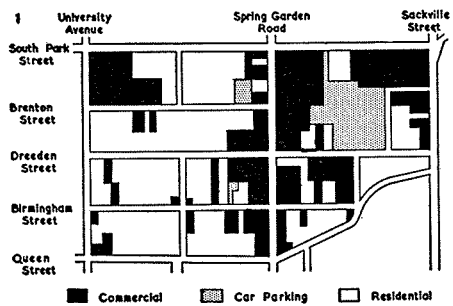 1
University
Avenue
Spring Garden
Road
Sackville
Street
South Park
Street
Brenton
Street
Dresden
Street
Birmingham
Street
Queen
Street
Commercial
Car Parking
Residential